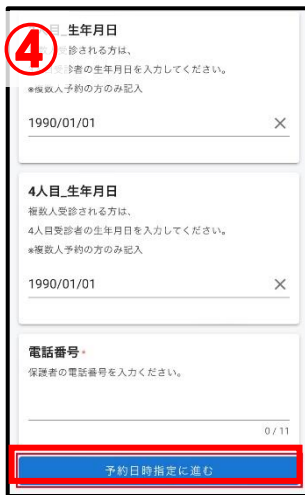 ④
目_生年月日
受診される方は、
受診者の生年月日を入力してください。
*複数人予約の方のみ記入
1990/01/01 ×
4人目_生年月日
複数人受診される方は、
4人目受診者の生年月日を入力してください。
*複数人予約の方のみ記入
1990/01/01 ×
電話番号*
保護者の電話番号を入力ください。
0 / 11
予約日時指定に進む